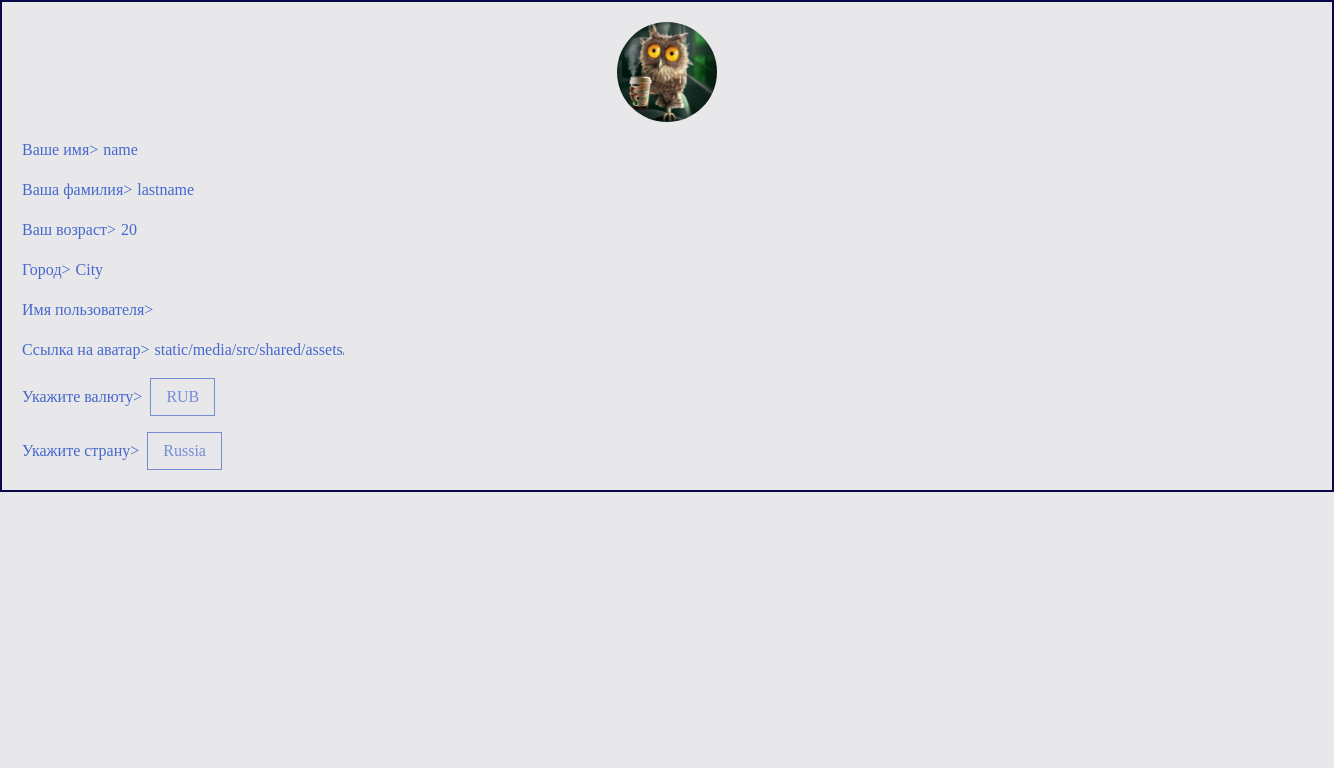 Ваше имя> name
Ваша фамилия> lastname
Ваш возраст> 20
Город> City
Имя пользователя>
Ссылка на аватар> static/media/src/shared/assets/
Укажите валюту> RUB
Укажите страну> Russia